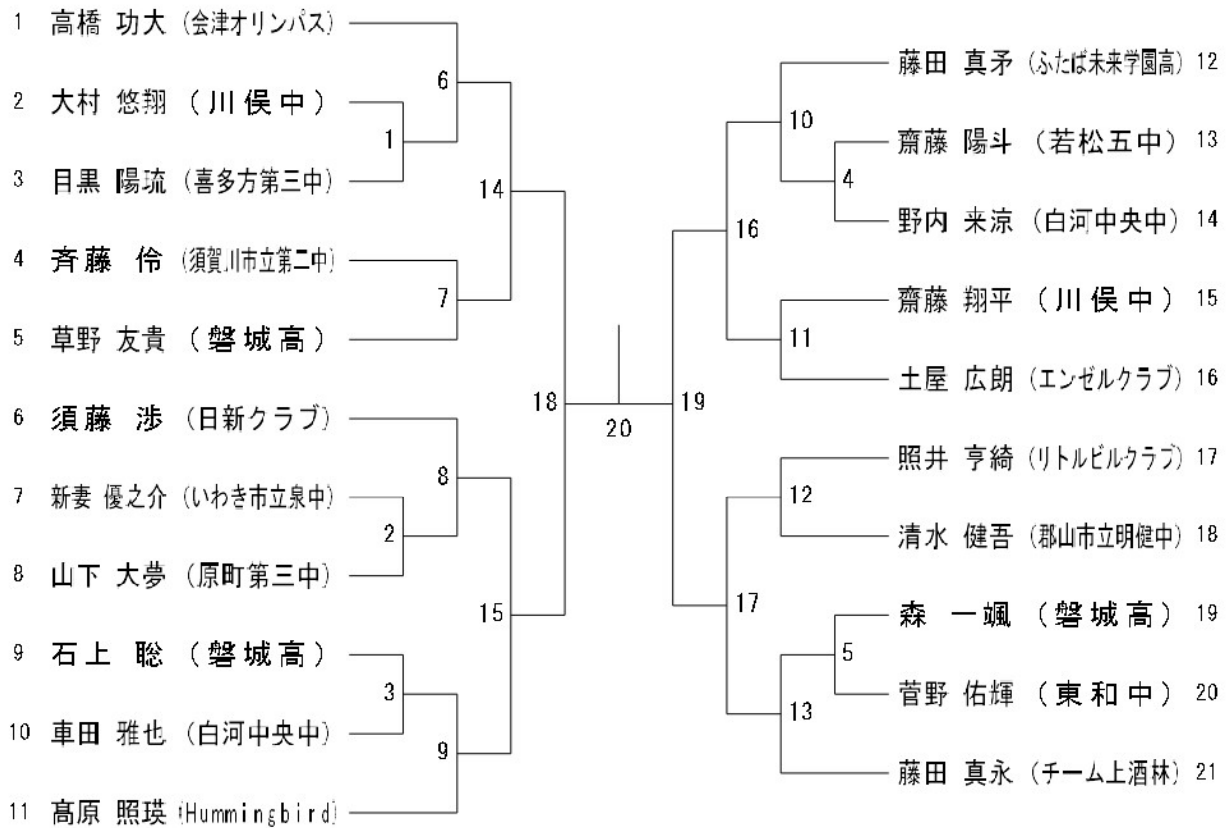 1 高橋 功大 (会津オリンパス)
2 大村 悠翔 (川俣中)
3 目黒 陽琉 (喜多方第三中)
4 斉藤 伶 (須賀川市立第二中)
5 草野 友貴 (磐城高)
6 須藤 渉 (日新クラブ)
7 新妻 優之介 (いわき市立泉中)
8 山下 大夢 (原町第三中)
9 石上 聡 (磐城高)
10 車田 雅也 (白河中央中)
11 髙原 照瑛 (Hummingbird)
6
1
14
7
18
8
2
15
3
9
20
19
10
4
16
11
12
17
5
13
藤田 真矛 (ふたば未来学園高) 12
齋藤 陽斗 (若松五中) 13
野内 来涼 (白河中央中) 14
齋藤 翔平 (川俣中) 15
土屋 広朗 (エンゼルクラブ) 16
照井 亨綺 (リトルビルクラブ) 17
清水 健吾 (郡山市立明健中) 18
森 一颯 (磐城高) 19
菅野 佑輝 (東和中) 20
藤田 真永 (チーム上酒林) 21